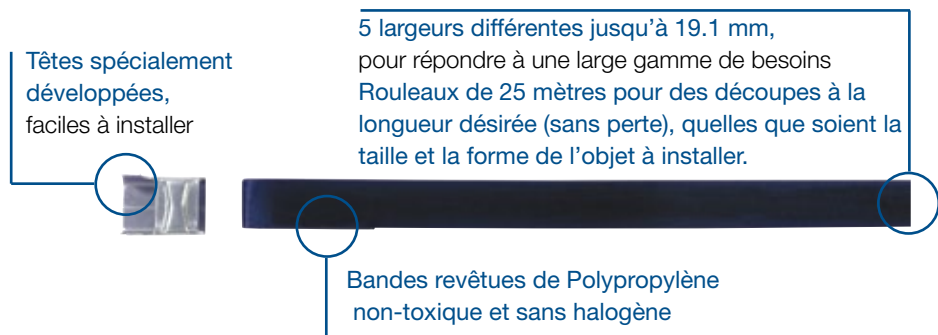 Têtes spécialement
développées,
faciles à installer
5 largeurs différentes jusqu'à 19.1 mm,
pour répondre à une large gamme de besoins
Rouleaux de 25 mètres pour des découpes à la
longueur désirée (sans perte), quelles que soient la
taille et la forme de l'objet à installer.
Bandes revêtues de Polypropylène
non-toxique et sans halogène